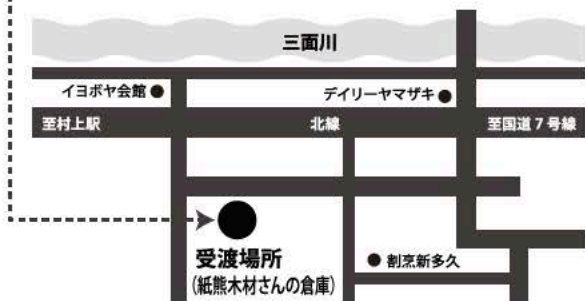 三面川
イヨボヤ会館
デイリーヤマザキ
至村上駅
北線
至国道7号線
受渡場所
(紙熊木材さんの倉庫)
割烹新多久